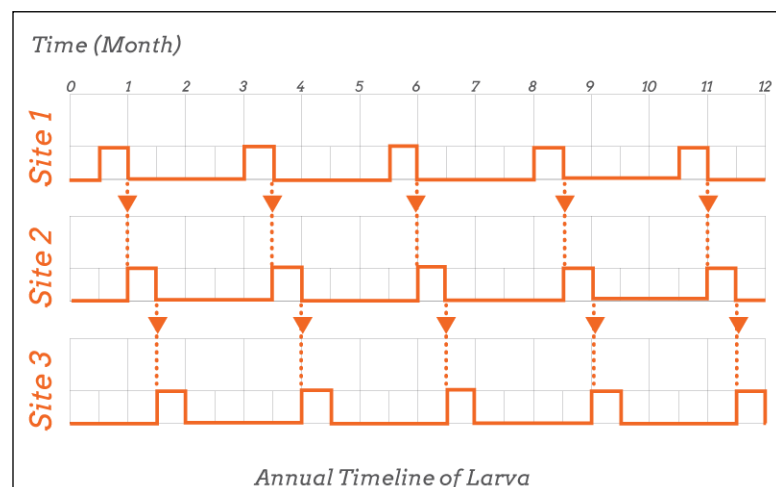 Time (Month)
0 1 2 3 4 5 6 7 8 9 10 11 12
Site 1
Site 2
Site 3
Annual Timeline of Larva